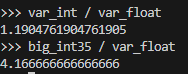 >>> var_int / var_float
1.1904761904761905
>>> big_int35 / var_float
4.166666666666666